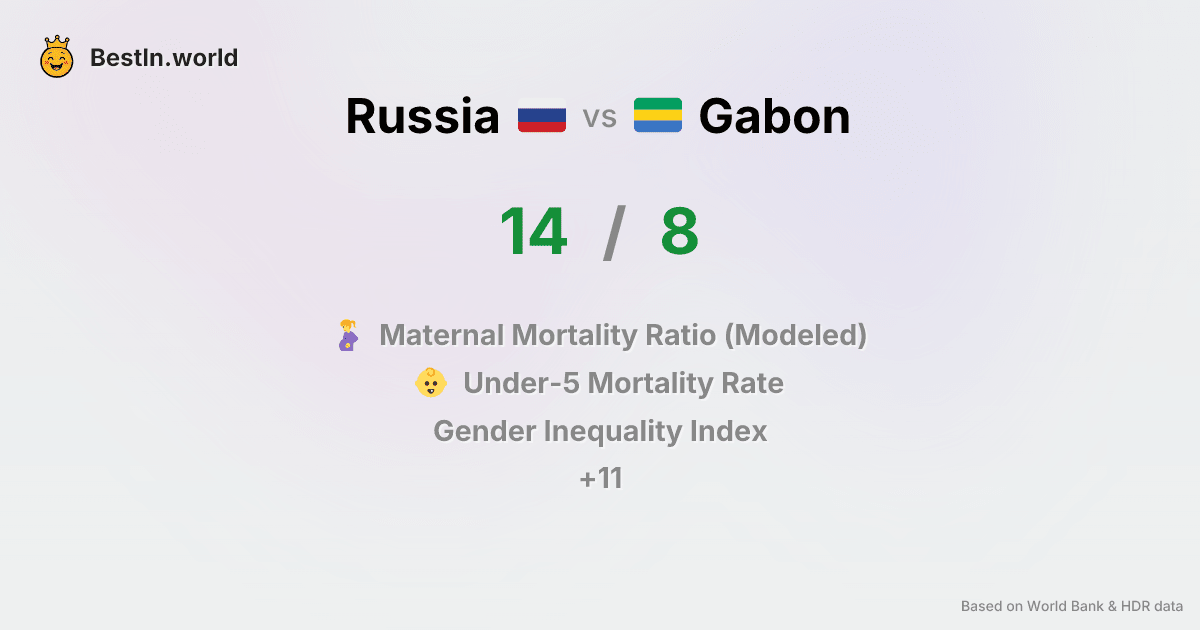 BestIn.world
Russia vs Gabon
14 / 8
Maternal Mortality Ratio (Modeled)
Under-5 Mortality Rate
Gender Inequality Index
+11
Based on World Bank & HDR data